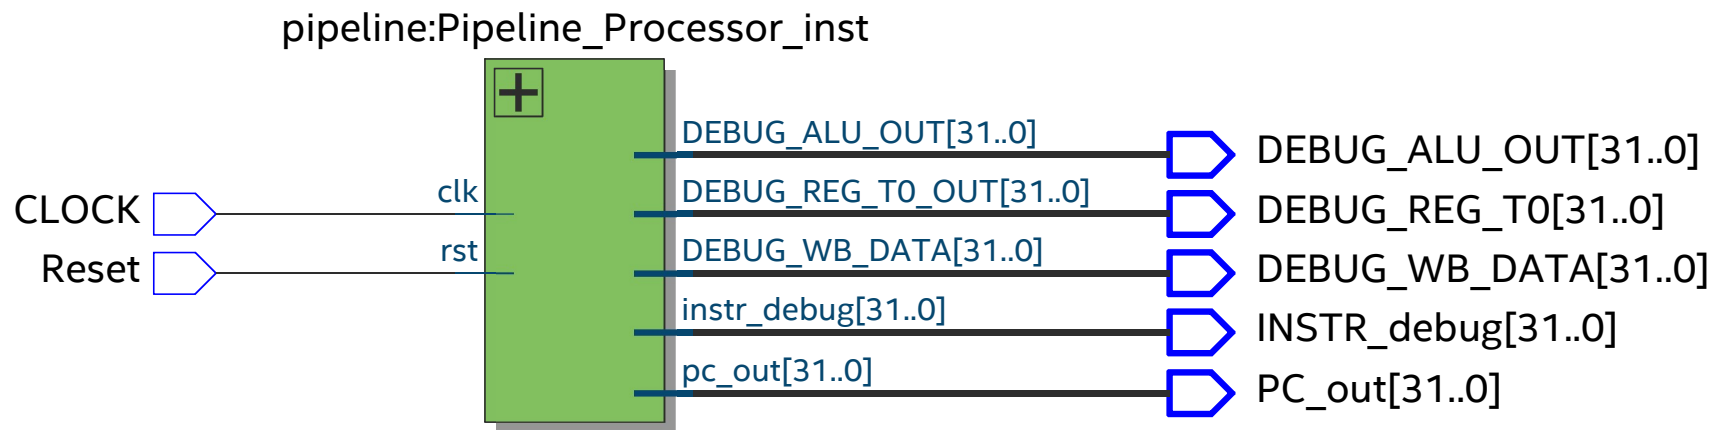 pipeline:Pipeline_Processor_inst
DEBUG_ALU_OUT[31..0] DEBUG_ALU_OUT[31..0]
CLOCK clk DEBUG_REG_T0_OUT[31..0] DEBUG_REG_T0[31..0]
Reset rst DEBUG_WB_DATA[31..0] DEBUG_WB_DATA[31..0]
instr_debug[31..0] INSTR_debug[31..0]
pc_out[31..0] PC_out[31..0]